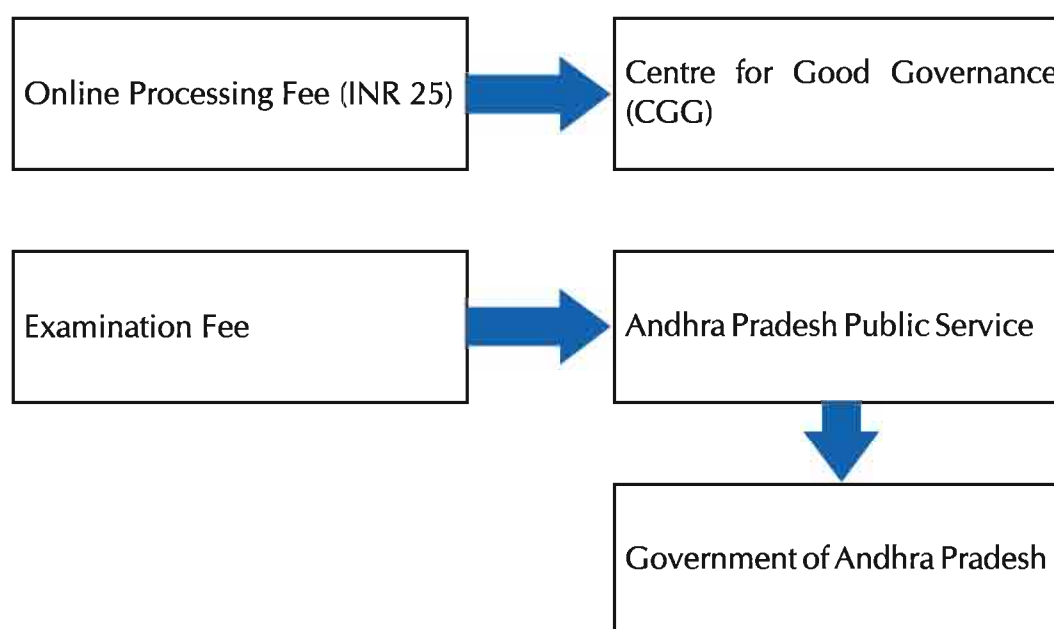 Online Processing Fee (INR 25)
Centre for Good Governance
(CGG)
Examination Fee
Andhra Pradesh Public Service
Government of Andhra Pradesh